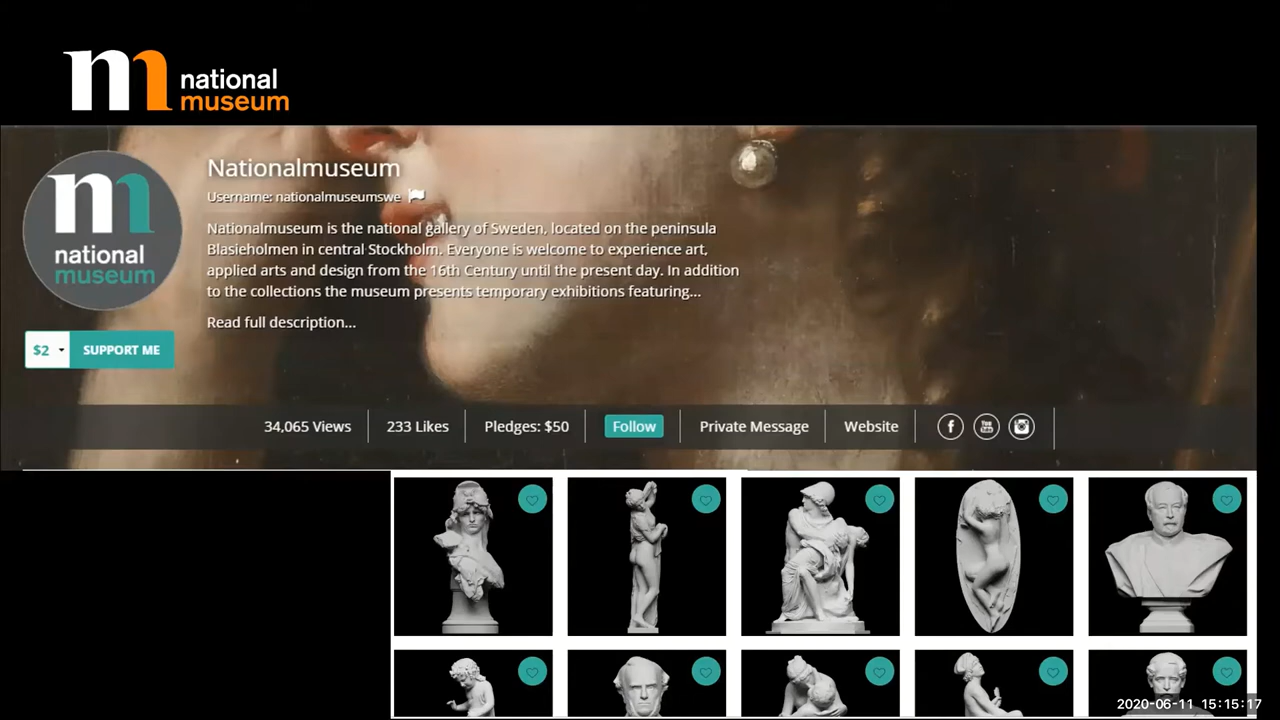 m national
museum
Nationalmuseum
Username: nationalmuseumswe
Nationalmuseum is the national gallery of Sweden, located on the peninsula
Blasieholmen in central Stockholm. Everyone is welcome to experience art,
applied arts and design from the 16th Century until the present day. In addition
to the collections the museum presents temporary exhibitions featuring...
Read full description...
m
national
museum
$2 SUPPORT ME
34,065 Views 233 Likes Pledges: $50 Follow Private Message Website f You Tube
2020-06-11 15:15:17